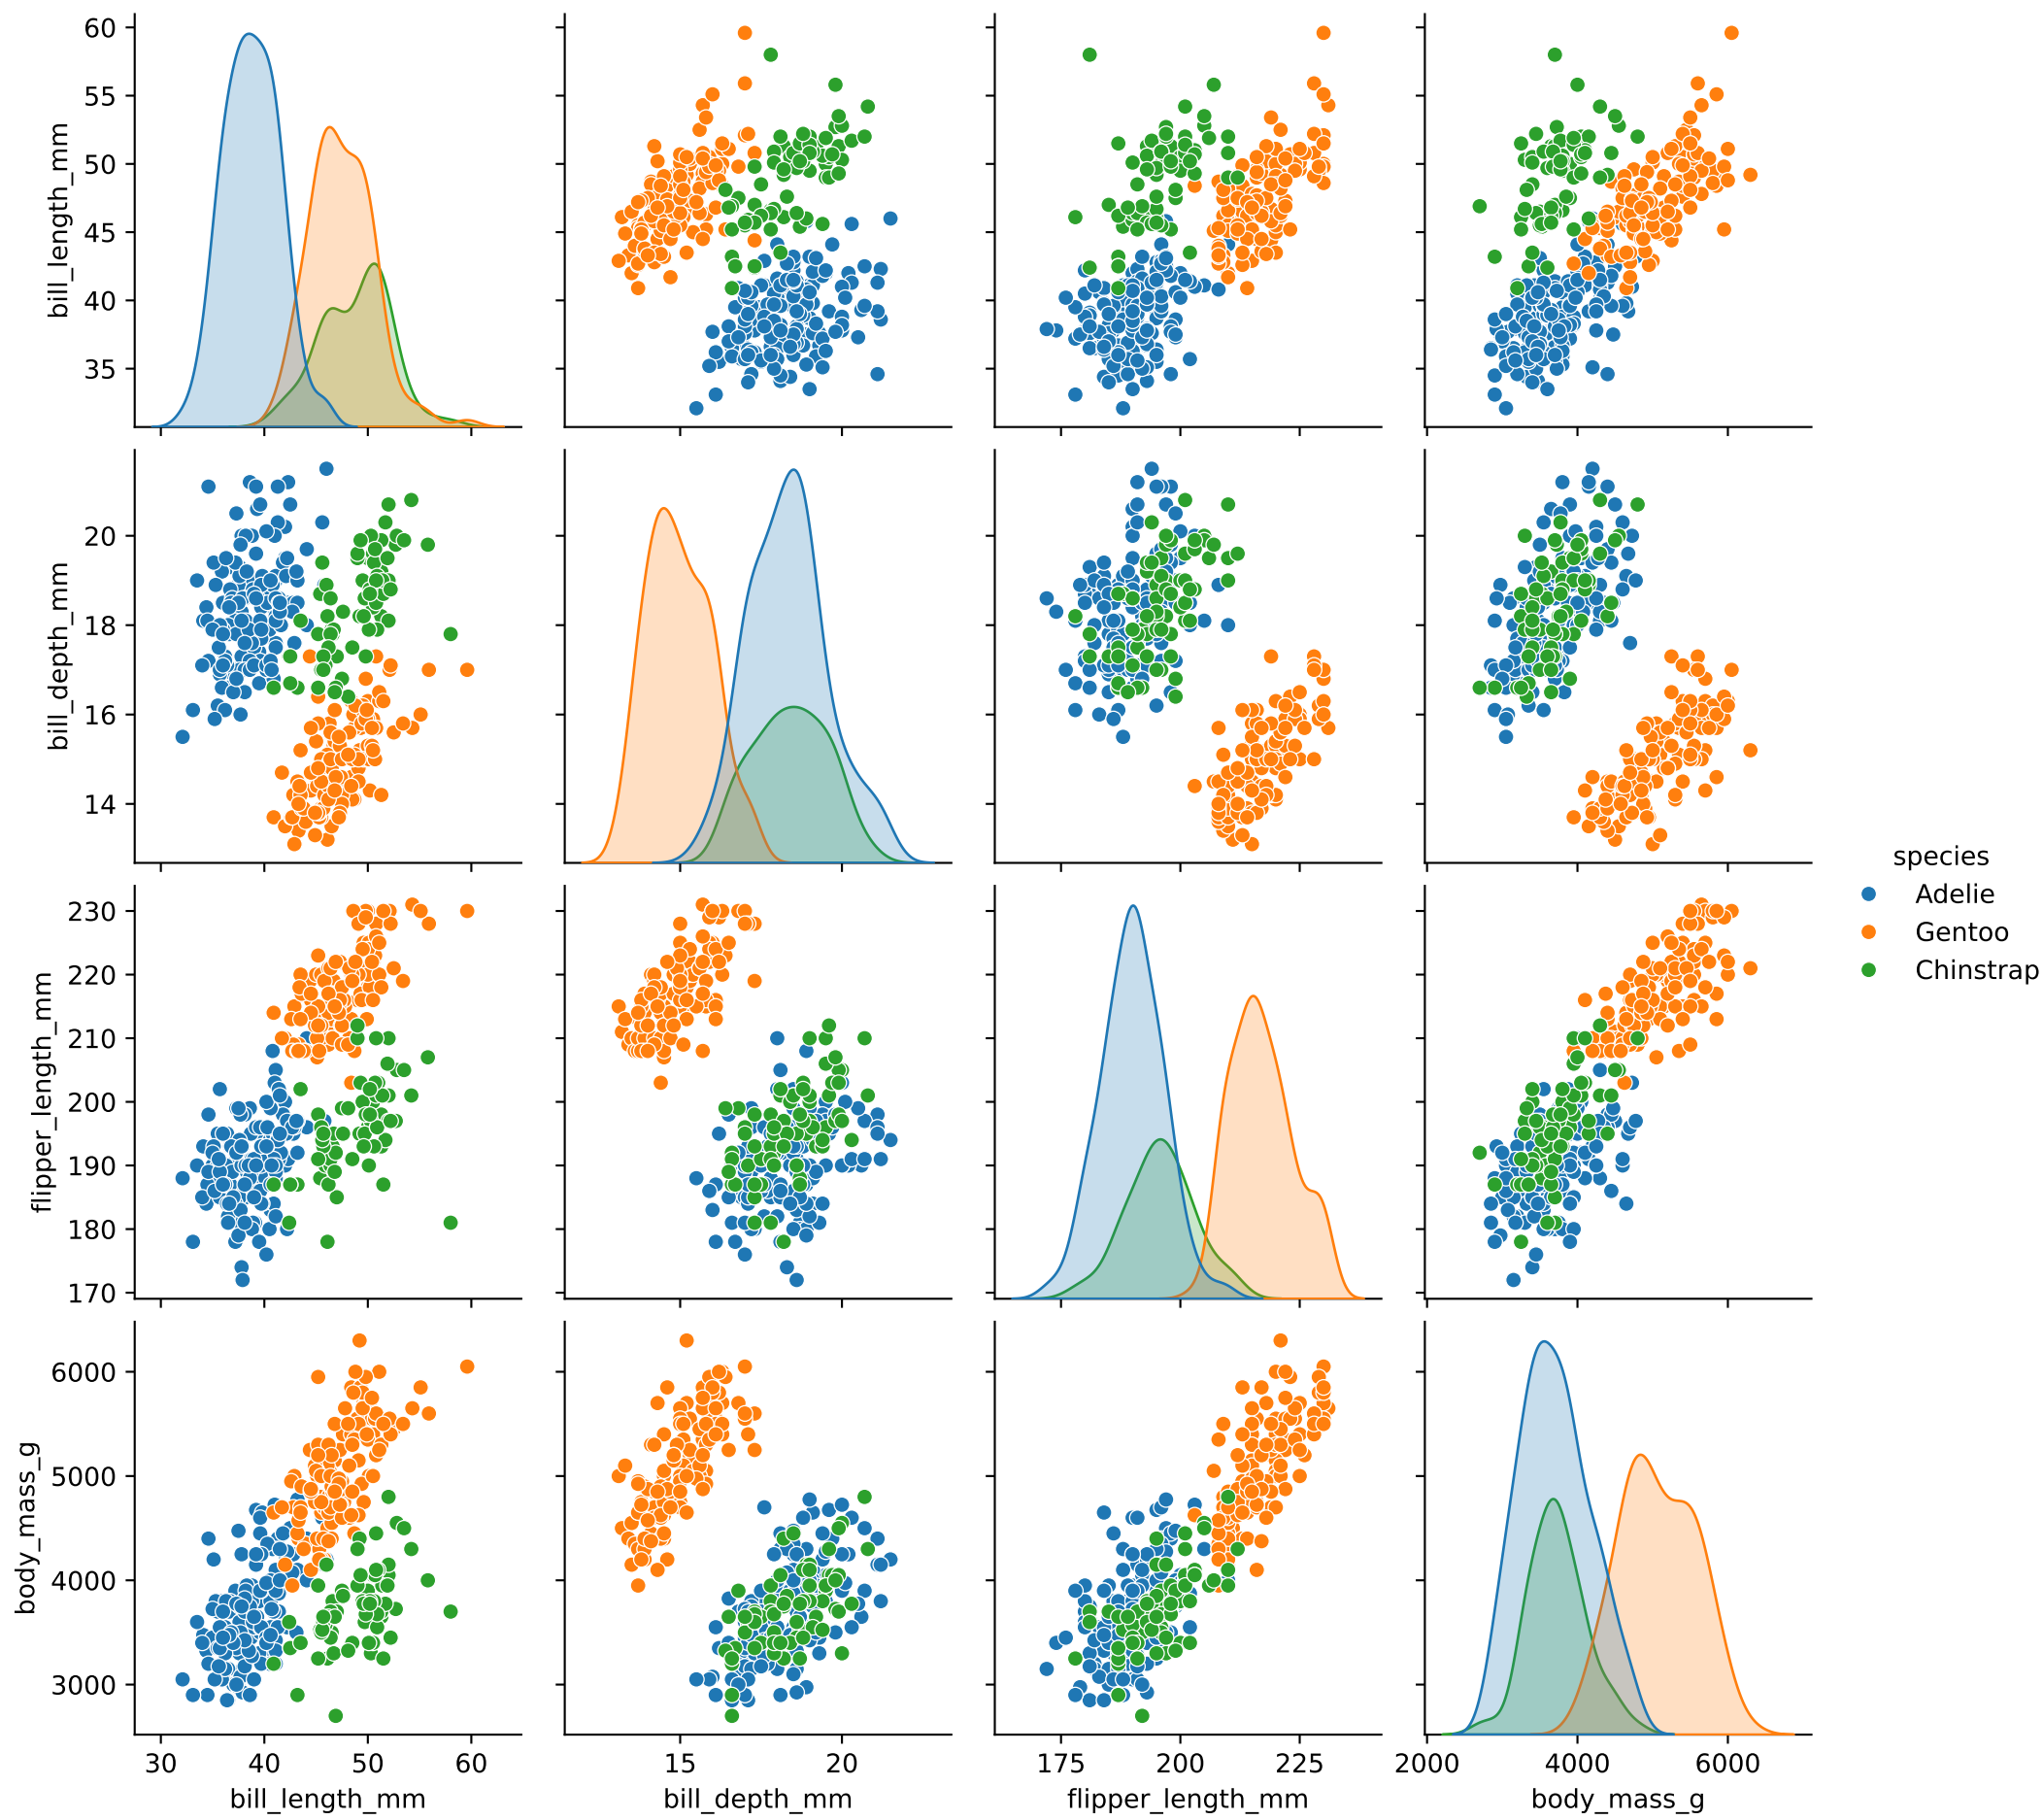 60
55
50
45
40
35
bill_length_mm
20
18
16
14
bill_depth_mm
species
Adelie
Gentoo
Chinstrap
230
220
210
200
190
180
170
flipper_length_mm
6000
5000
4000
3000
body_mass_g
30 40 50 60
15 20
175 200 225
2000 4000 6000
bill_length_mm
bill_depth_mm
flipper_length_mm
body_mass_g